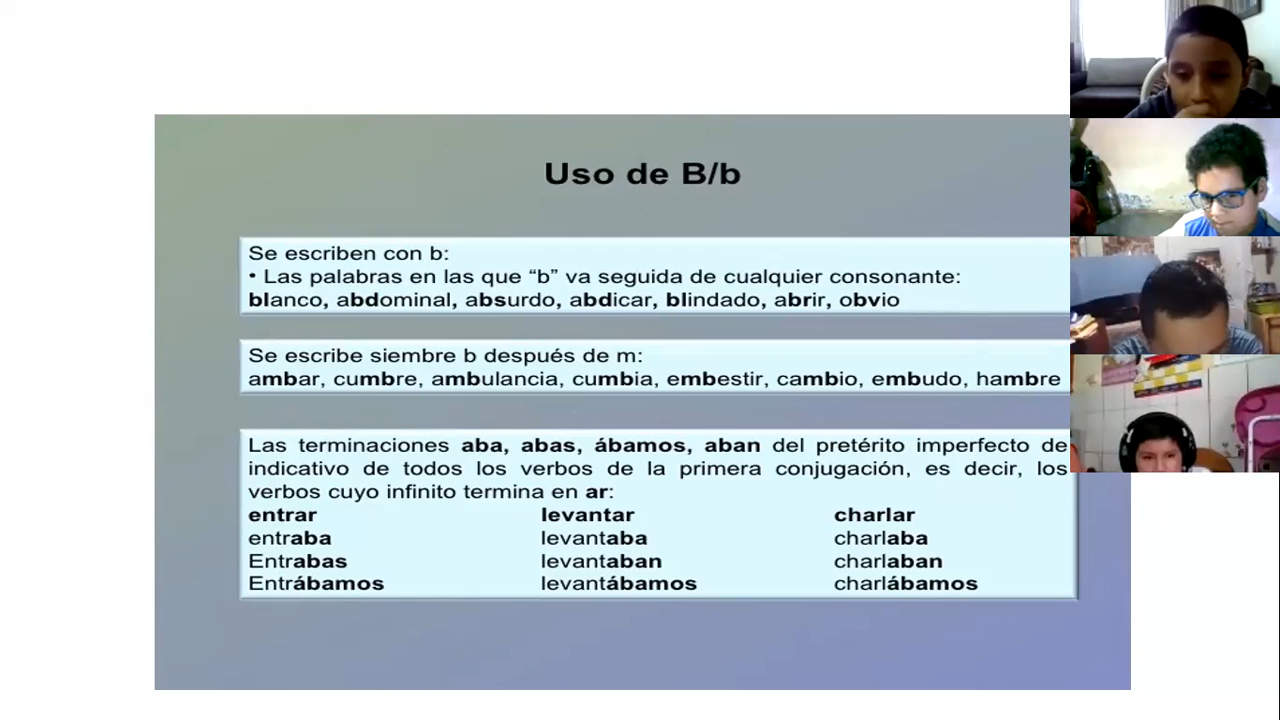 Uso de B/b
Se escriben con b:
• Las palabras en las que “b” va seguida de cualquier consonante:
blanco, abdominal, absurdo, abdicar, blindado, abrir, obvio
Se escribe siembre b después de m:
ambar, cumbre, ambulancia, cumbia, embestir, cambio, embudo, hambre
Las terminaciones aba, abas, ábamos, aban del pretérito imperfecto de
indicativo de todos los verbos de la primera conjugación, es decir, los
verbos cuyo infinito termina en ar:
entrar levantar charlar
entraba levantaba charlaba
Entrabas levantaban charlaban
Entrábamos levantábamos charlábamos